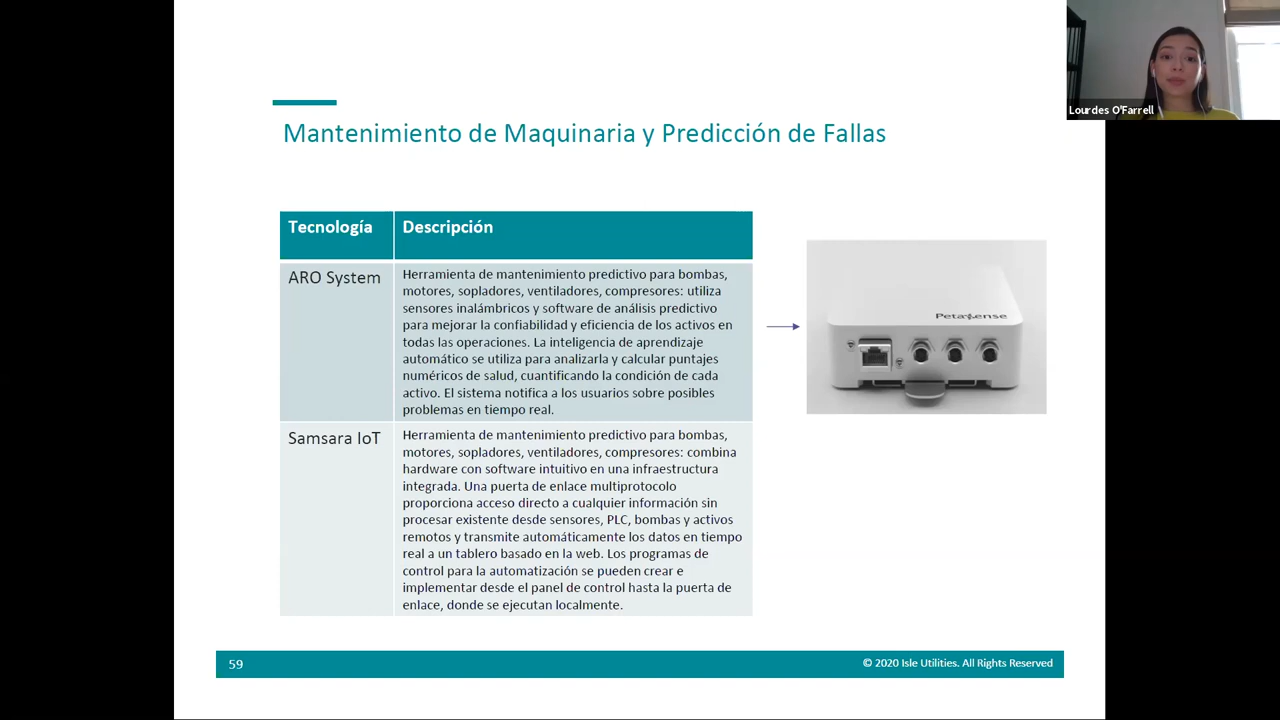 Lourdes O'Farrell
Mantenimiento de Maquinaria y Predicción de Fallas
Tecnología
Descripción
ARO System
Herramienta de mantenimiento predictivo para bombas,
motores, sopladores, ventiladores, compresores: utiliza
sensores inalámbricos y software de análisis predictivo
para mejorar la confiabilidad y eficiencia de los activos en
todas las operaciones. La inteligencia de aprendizaje
automático se utiliza para analizarla y calcular puntajes
numéricos de salud, cuantificando la condición de cada
activo. El sistema notifica a los usuarios sobre posibles
problemas en tiempo real.
Petasense
Samsara IoT
Herramienta de mantenimiento predictivo para bombas,
motores, sopladores, ventiladores, compresores: combina
hardware con software intuitivo en una infraestructura
integrada. Una puerta de enlace multiprotocolo
proporciona acceso directo a cualquier información sin
procesar existente desde sensores, PLC, bombas y activos
remotos y transmite automáticamente los datos en tiempo
real a un tablero basado en la web. Los programas de
control para la automatización se pueden crear e
implementar desde el panel de control hasta la puerta de
enlace, donde se ejecutan localmente.
59
© 2020 Isle Utilities. All Rights Reserved